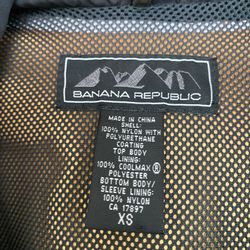 BANANA REPUBLIC
MADE IN CHINA
SHELL:
100% NYLON WITH
POLYURETHANE
COATING
TOP BODY
LINING:
100% COOLMAX®
POLYESTER
BOTTOM BODY/
SLEEVE LINING:
100% NYLON
CA 17897
XS